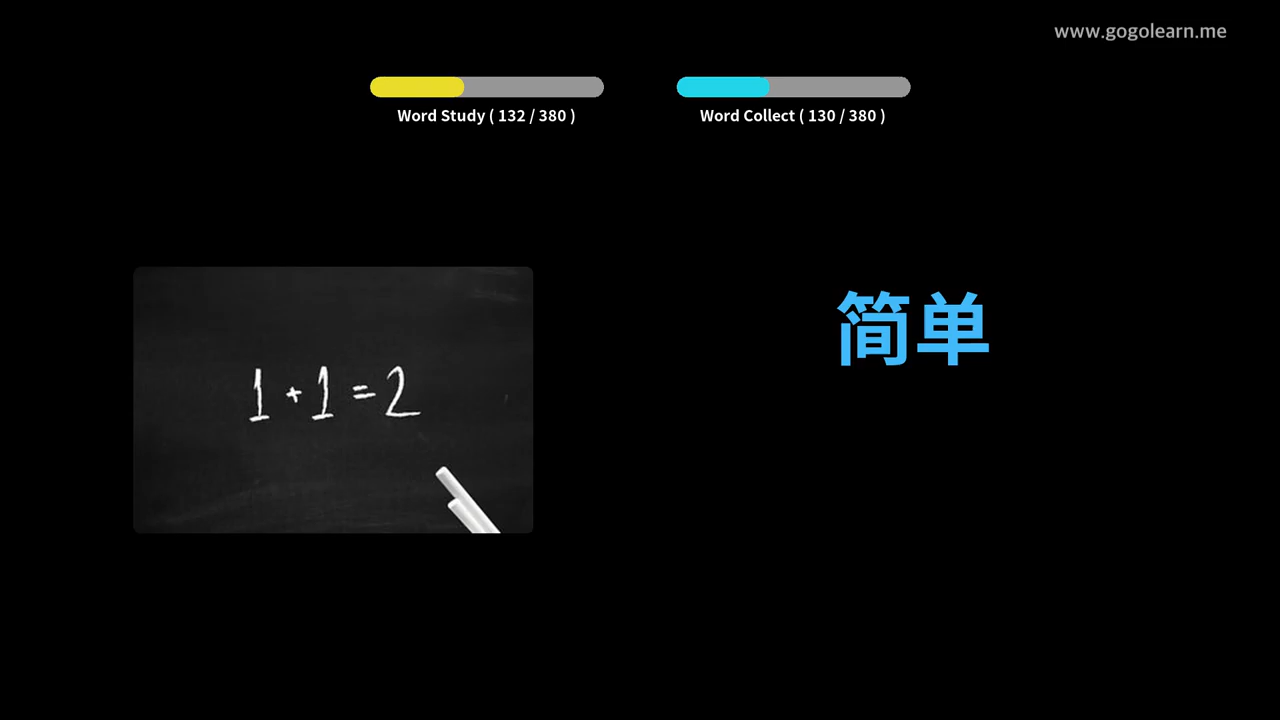 www.gogolearn.me
Word Study ( 132 / 380 )
Word Collect ( 130 / 380 )
简单
1 + 1 = 2